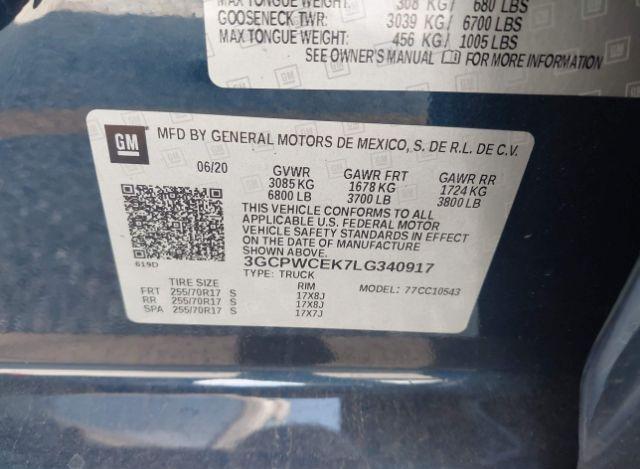 MAX TONGUE WEIGHT: 308 KG/ 680 LBS
GOOSENECK TWR: 3039 KG/ 6700 LBS
MAX TONGUE WEIGHT: 456 KG/ 1005 LBS
SEE OWNER'S MANUAL FOR MORE INFORMATION
GM MFD BY GENERAL MOTORS DE MEXICO, S. DE R.L. DE C.V.
06/20 GVWR GAWR FRT GAWR RR
3085 KG 1678 KG 1724 KG
6800 LB 3700 LB 3800 LB
THIS VEHICLE CONFORMS TO ALL
APPLICABLE U.S. FEDERAL MOTOR
VEHICLE SAFETY STANDARDS IN
EFFECT ON THE DATE OF MANUFACTURE
SHOWN ABOVE.
3GCPWCEK7LG340917
619D TYPE: TRUCK
TIRE SIZE RIM MODEL: 77CC10543
FRT 255/70R17 S 17X8J
RR 255/70R17 S 17X8J
SPA 255/70R17 S 17X7J